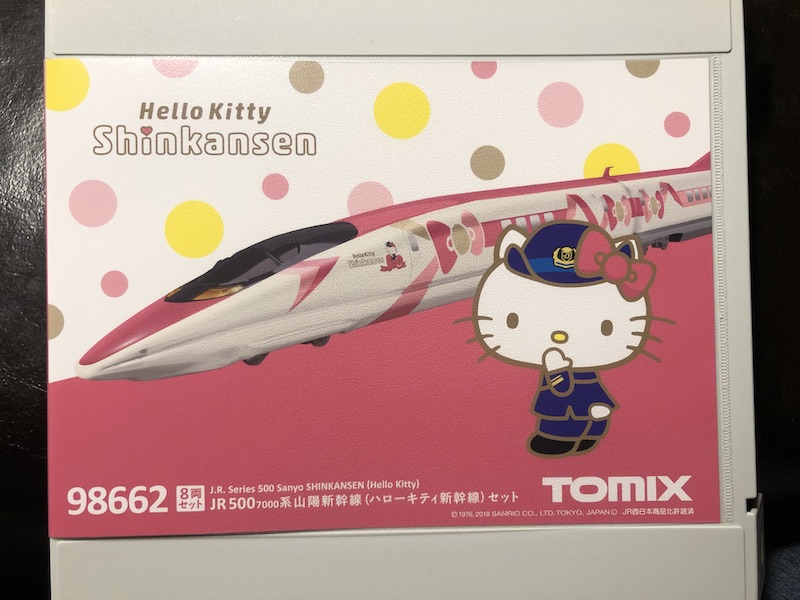 Hello Kitty
Shinkansen
Hello Kitty
Shinkansen
98662
8両
セット
J.R. Series 500 Sanyo SHINKANSEN (Hello Kitty)
JR 500 7000系山陽新幹線(ハローキティ新幹線)セット
TOMIX
© 1976, 2018 SANRIO CO., LTD. TOKYO, JAPAN Ⓛ JR西日本商品化許諾済